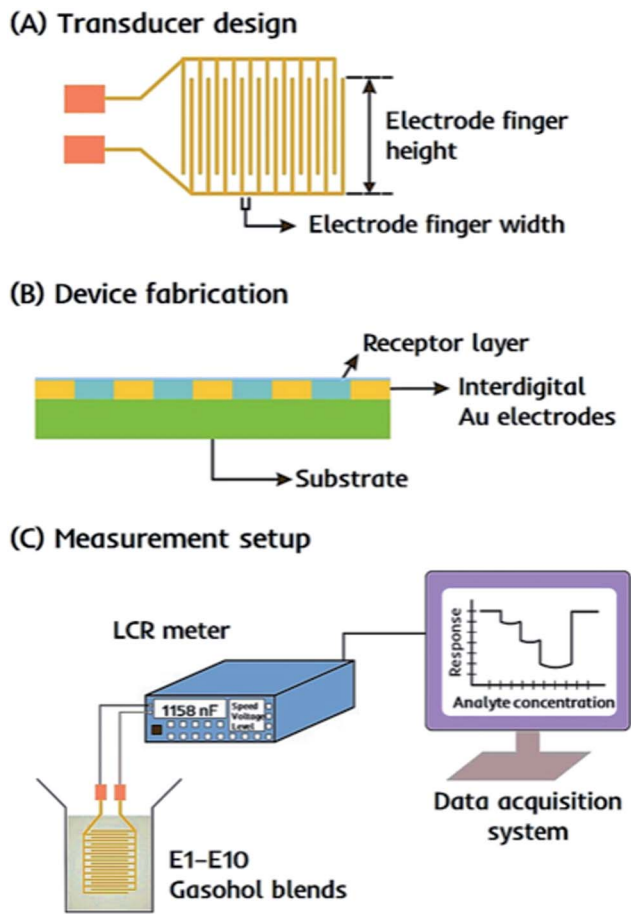 (A) Transducer design
Electrode finger
height
Electrode finger width
(B) Device fabrication
Receptor layer
Interdigital
Au electrodes
Substrate
(C) Measurement setup
LCR meter
1158 nF
Speed
Voltage
Level
Response
Analyte concentration
Data acquisition
system
E1–E10
Gasohol blends